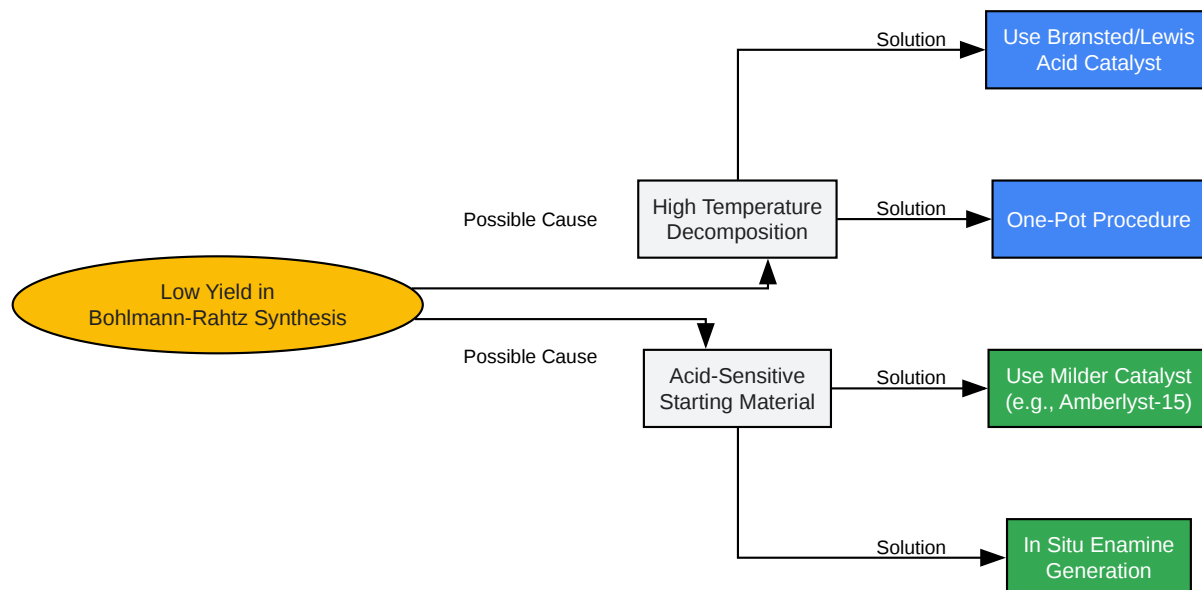 Solution
Use Brønsted/Lewis
Acid Catalyst
Possible Cause
High Temperature
Decomposition
Solution
One-Pot Procedure
Low Yield in
Bohlmann-Rahtz Synthesis
Possible Cause
Acid-Sensitive
Starting Material
Solution
Use Milder Catalyst
(e.g., Amberlyst-15)
Solution
In Situ Enamine
Generation